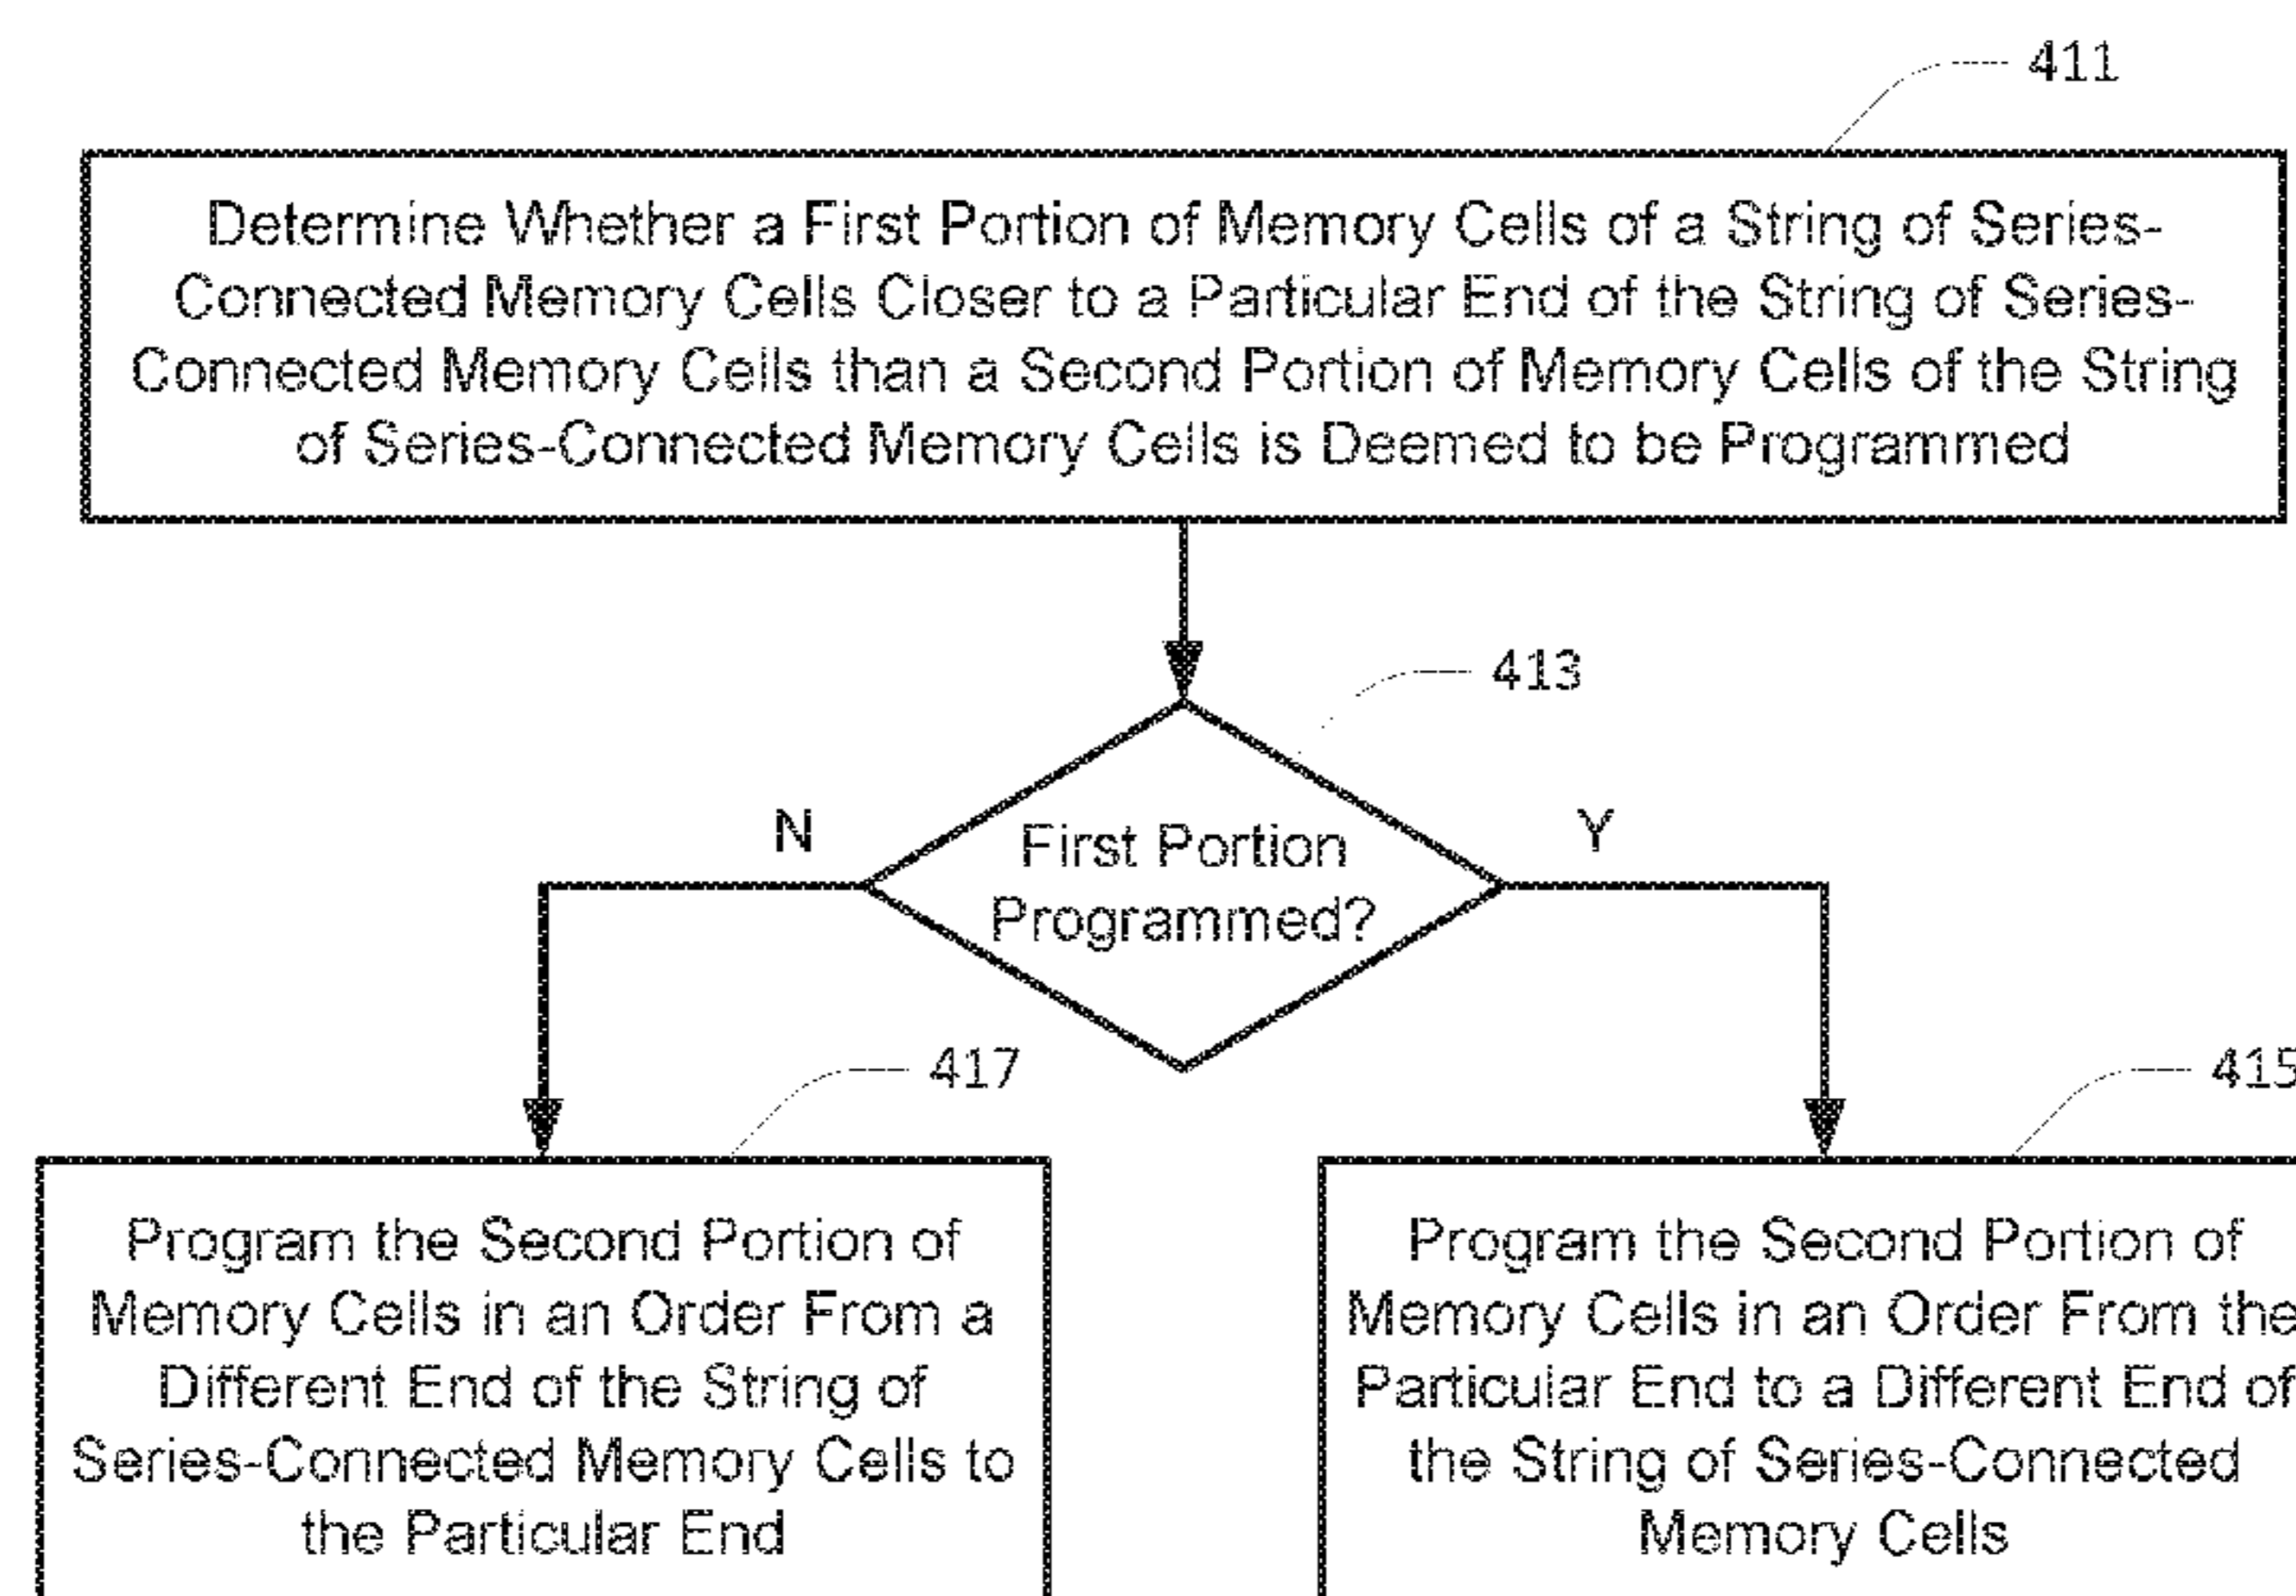 411
Determine Whether a First Portion of Memory Cells of a String of Series-
Connected Memory Cells Closer to a Particular End of the String of Series-
Connected Memory Cells than a Second Portion of Memory Cells of the String
of Series-Connected Memory Cells is Deemed to be Programmed
413
N
Y
First Portion
Programmed?
417
415
Program the Second Portion of
Memory Cells in an Order From a
Different End of the String of
Series-Connected Memory Cells to
the Particular End
Program the Second Portion of
Memory Cells in an Order From the
Particular End to a Different End of
the String of Series-Connected
Memory Cells